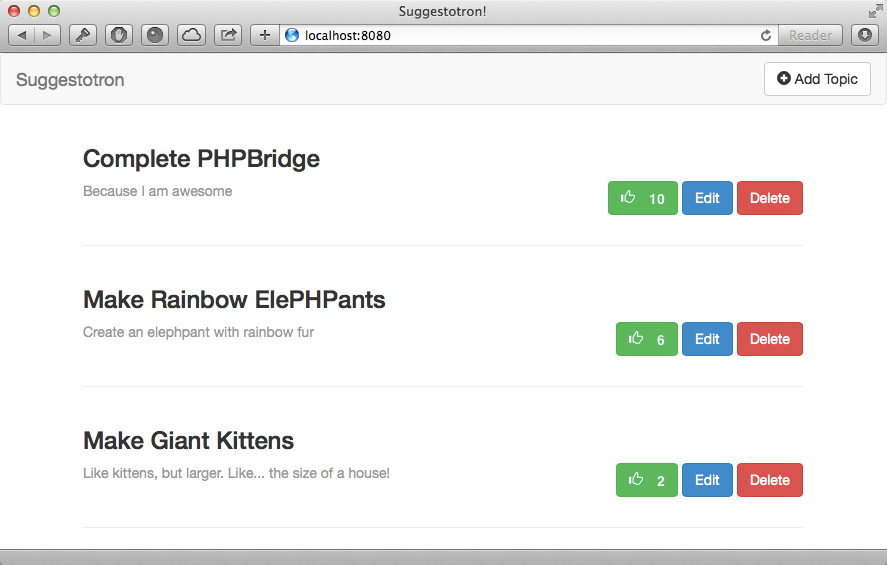 Suggestotron!
localhost:8080
Reader
Suggestotron
Add Topic
Complete PHPBridge
Because I am awesome
10 Edit Delete
Make Rainbow ElePHPants
Create an elephpant with rainbow fur
6 Edit Delete
Make Giant Kittens
Like kittens, but larger. Like... the size of a house!
2 Edit Delete